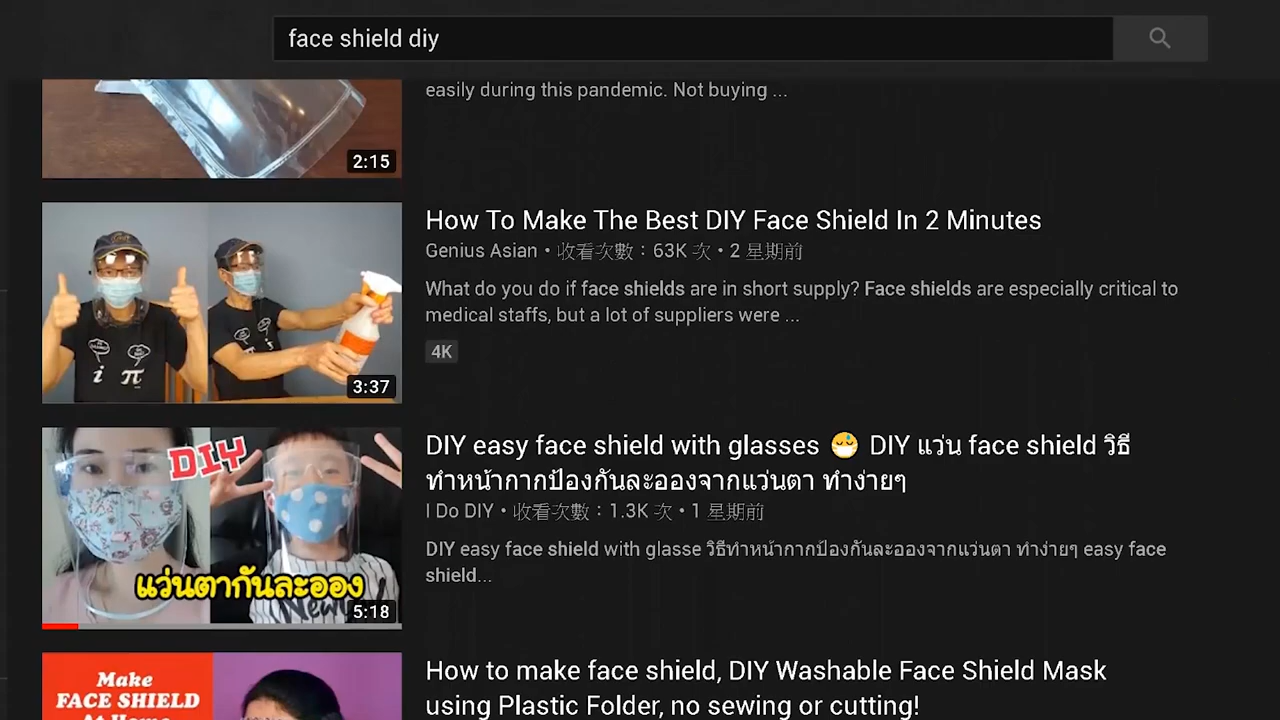 face shield diy
easily during this pandemic. Not buying ...
2:15
How To Make The Best DIY Face Shield In 2 Minutes
Genius Asian • 收看次數：63K 次 • 2 星期前
What do you do if face shields are in short supply? Face shields are especially critical to
medical staffs, but a lot of suppliers were ...
4K
i π
3:37
DIY
DIY easy face shield with glasses 😷 DIY แว่น face shield วิธี
ทำหน้ากากป้องกันละอองจากแว่นตา ทำง่ายๆ
I Do DIY • 收看次數：1.3K 次 • 1 星期前
DIY easy face shield with glasse วิธีทำหน้ากากป้องกันละอองจากแว่นตา ทำง่ายๆ easy face
shield...
แว่นตากันละออง
5:18
How to make face shield, DIY Washable Face Shield Mask
using Plastic Folder, no sewing or cutting!
Make
FACE SHIELD
At Home